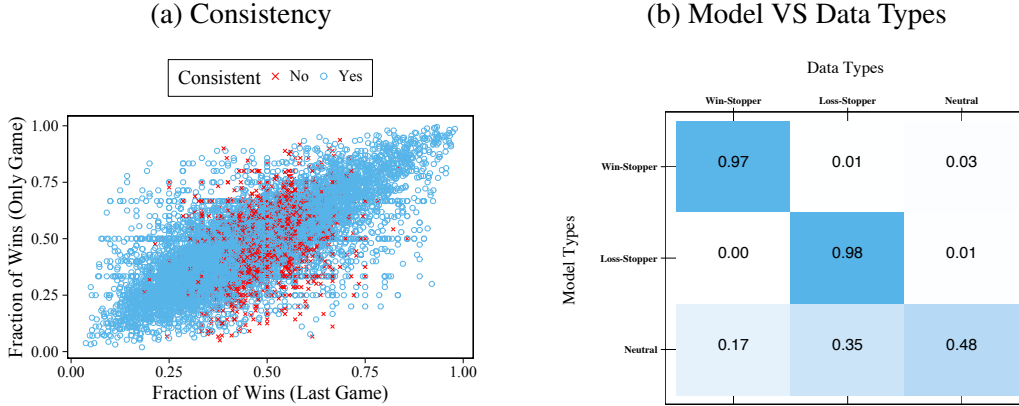 (a) Consistency
Consistent × No ○ Yes
Fraction of Wins (Only Game)
1.00
0.75
0.50
0.25
0.00
0.00 0.25 0.50 0.75 1.00
Fraction of Wins (Last Game)
(b) Model VS Data Types
Data Types
Win-Stopper Loss-Stopper Neutral
Model Types
Win-Stopper 0.97 0.01 0.03
Loss-Stopper 0.00 0.98 0.01
Neutral 0.17 0.35 0.48